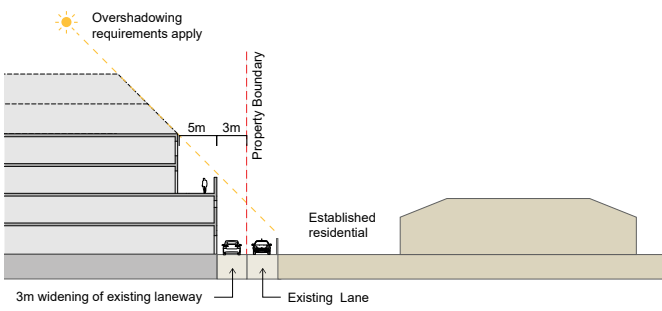 Overshadowing
requirements apply
5m
3m
Property Boundary
Established
residential
3m widening of existing laneway
Existing Lane